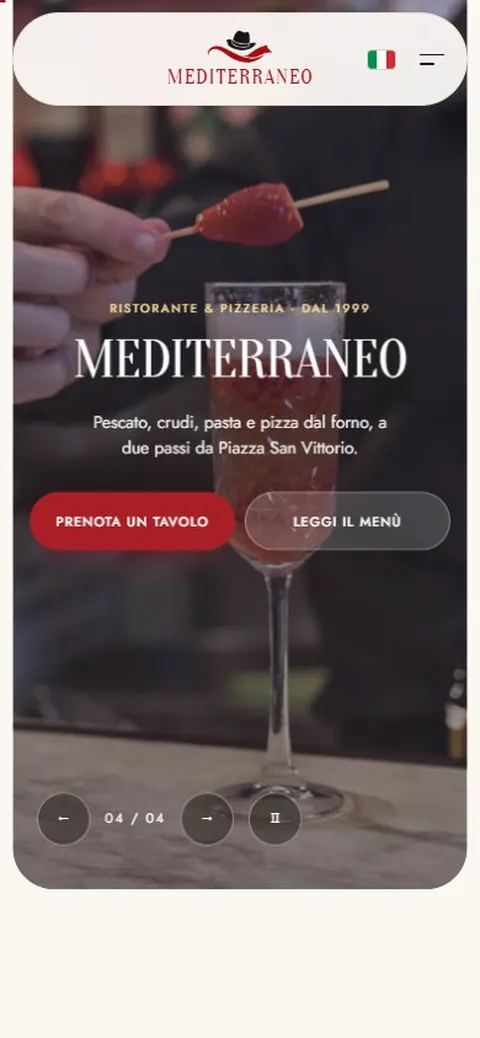 MEDITERRANEO
RISTORANTE & PIZZERIA · DAL 1999
MEDITERRANEO
Pescato, crudi, pasta e pizza dal forno, a
due passi da Piazza San Vittorio.
PRENOTA UN TAVOLO
LEGGI IL MENÙ
← 04 / 04 →